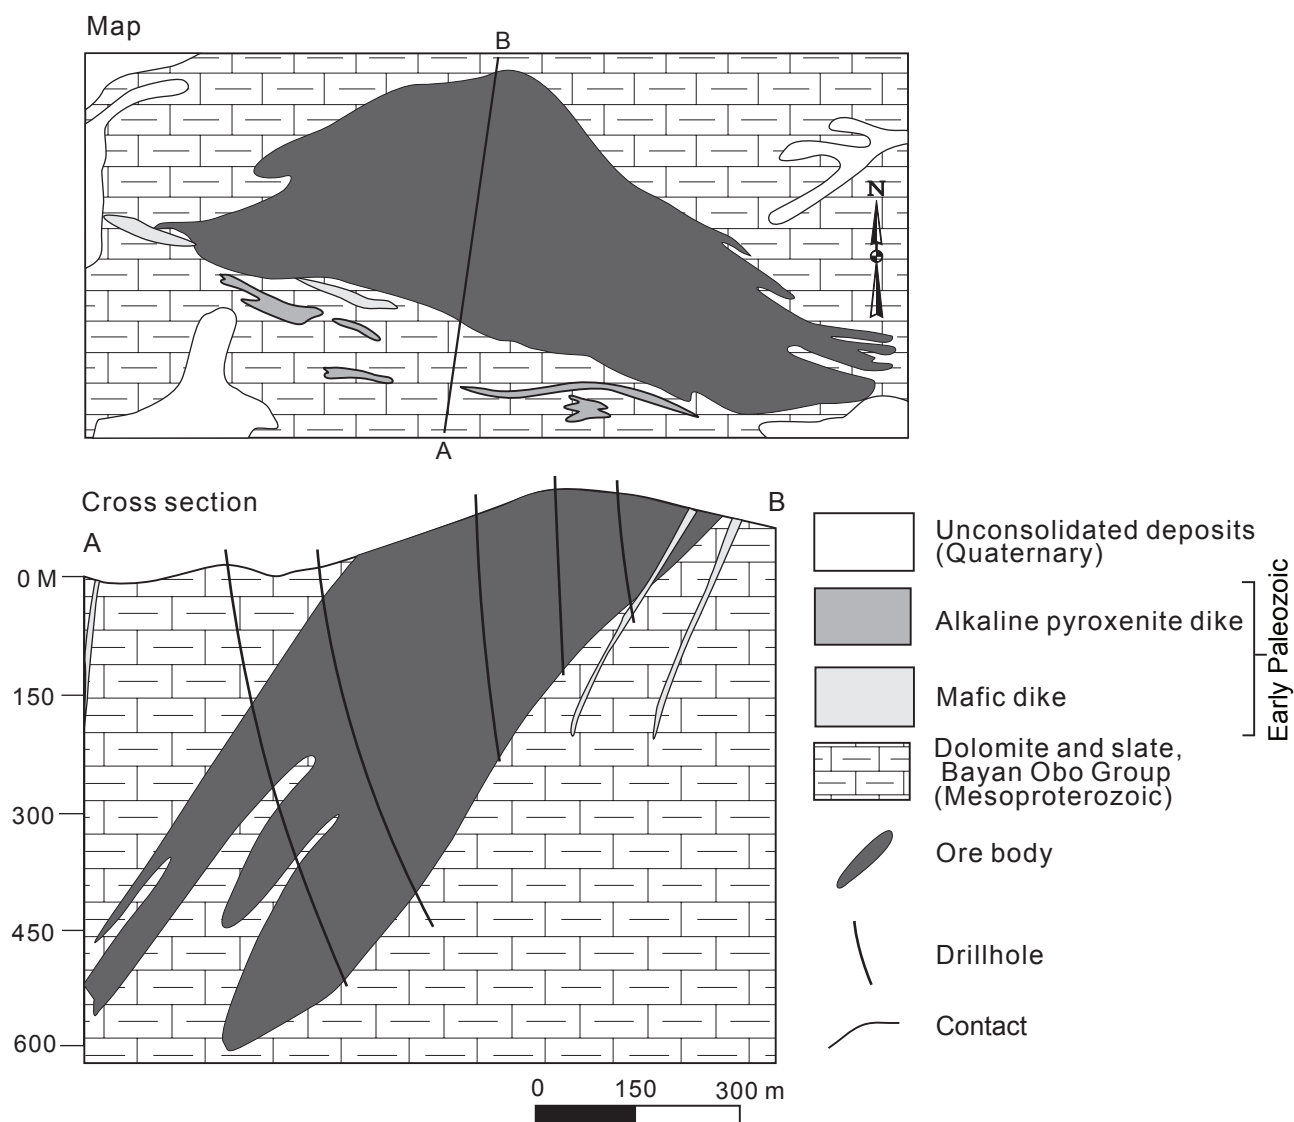 Map
B
N
A
Cross section
B
A
0 M
150
300
450
600
Unconsolidated deposits
(Quaternary)
Alkaline pyroxenite dike
Mafic dike
Early Paleozoic
Dolomite and slate,
Bayan Obo Group
(Mesoproterozoic)
Ore body
Drillhole
Contact
0 150 300 m